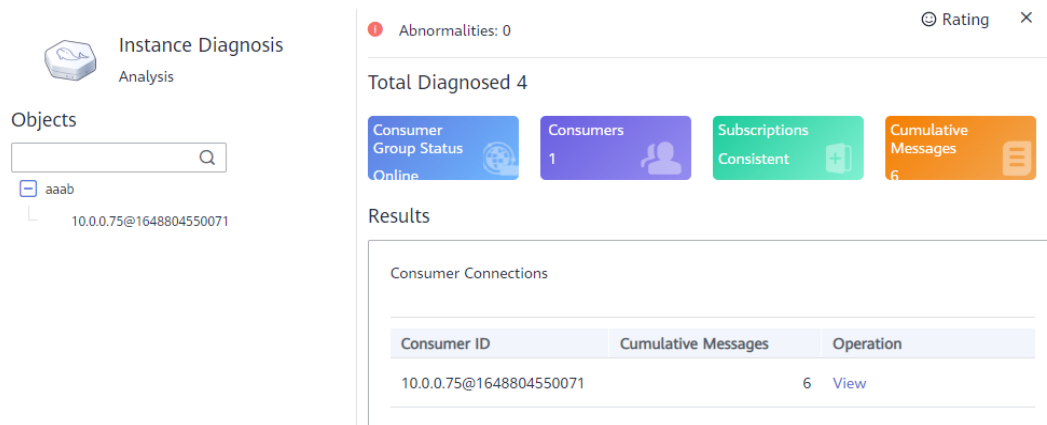 Instance Diagnosis
Analysis
Objects
aaab
10.0.0.75@1648804550071
Abnormalities: 0
Rating
Total Diagnosed 4
Consumer
Group Status
Online
Consumers
1
Subscriptions
Consistent
Cumulative
Messages
6
Results
Consumer Connections
Consumer ID Cumulative Messages Operation
10.0.0.75@1648804550071 6 View